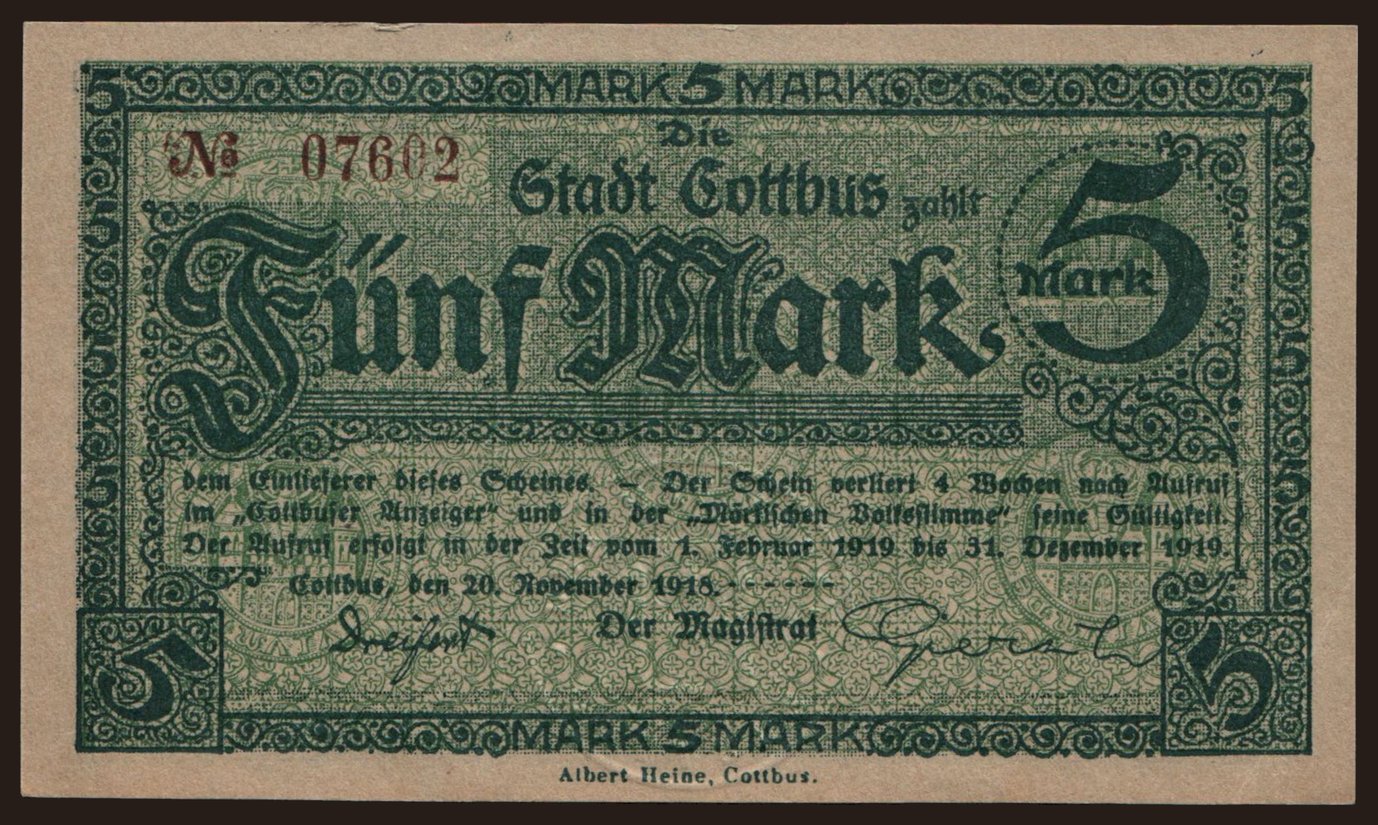 MARK 5 MARK
№ 07602
Die
Stadt Cottbus zahlt
Fünf Mark
5
Mark
dem Einlieferer dieses Scheines. – Der Schein verliert 4 Wochen nach Aufruf
im „Cottbuser Anzeiger" und in der „Märkischen Volksstimme" seine Gültigkeit.
Der Aufruf erfolgt in der Zeit vom 1. Februar 1919 bis 31. Dezember 1919.
Cottbus, den 20. November 1918.
Der Magistrat
Dreifert
5
5
MARK 5 MARK
Albert Heine, Cottbus.